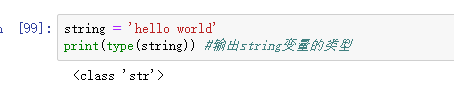 [99]: string = 'hello world'
print(type(string)) #输出string变量的类型
<class 'str'>